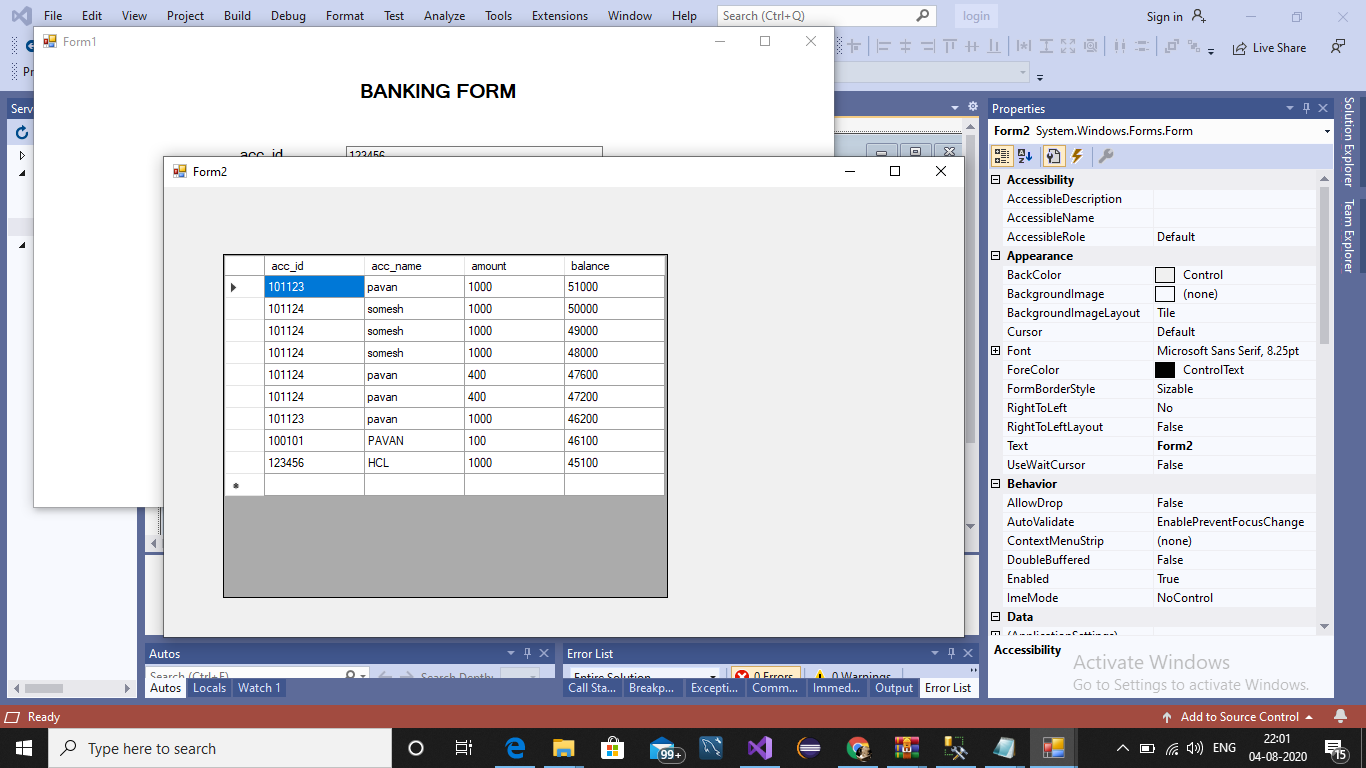 File Edit View Project Build Debug Format Test Analyze Tools Extensions Window Help Search (Ctrl+Q) login Sign in
Form1
Live Share
BANKING FORM
acc_id 123456
Form2
acc_id acc_name amount balance
101123 pavan 1000 51000
101124 somesh 1000 50000
101124 somesh 1000 49000
101124 somesh 1000 48000
101124 pavan 400 47600
101124 pavan 400 47200
101123 pavan 1000 46200
100101 PAVAN 100 46100
123456 HCL 1000 45100
Properties
Form2 System.Windows.Forms.Form
Accessibility
AccessibleDescription
AccessibleName
AccessibleRole Default
Appearance
BackColor Control
BackgroundImage (none)
BackgroundImageLayout Tile
Cursor Default
Font Microsoft Sans Serif, 8.25pt
ForeColor ControlText
FormBorderStyle Sizable
RightToLeft No
RightToLeftLayout False
Text Form2
UseWaitCursor False
Behavior
AllowDrop False
AutoValidate EnablePreventFocusChange
ContextMenuStrip (none)
DoubleBuffered False
Enabled True
ImeMode NoControl
Data
(ApplicationSettings)
Accessibility
Solution Explorer
Team Explorer
Activate Windows
Go to Settings to activate Windows.
Autos
Search (Ctrl+E) Search Depth:
Autos Locals Watch 1
Error List
Entire Solution 0 Errors 0 Warnings
Call Sta... Breakp... Excepti... Comm... Immed... Output Error List
Ready Add to Source Control
Type here to search
99+
ENG
22:01
04-08-2020
15